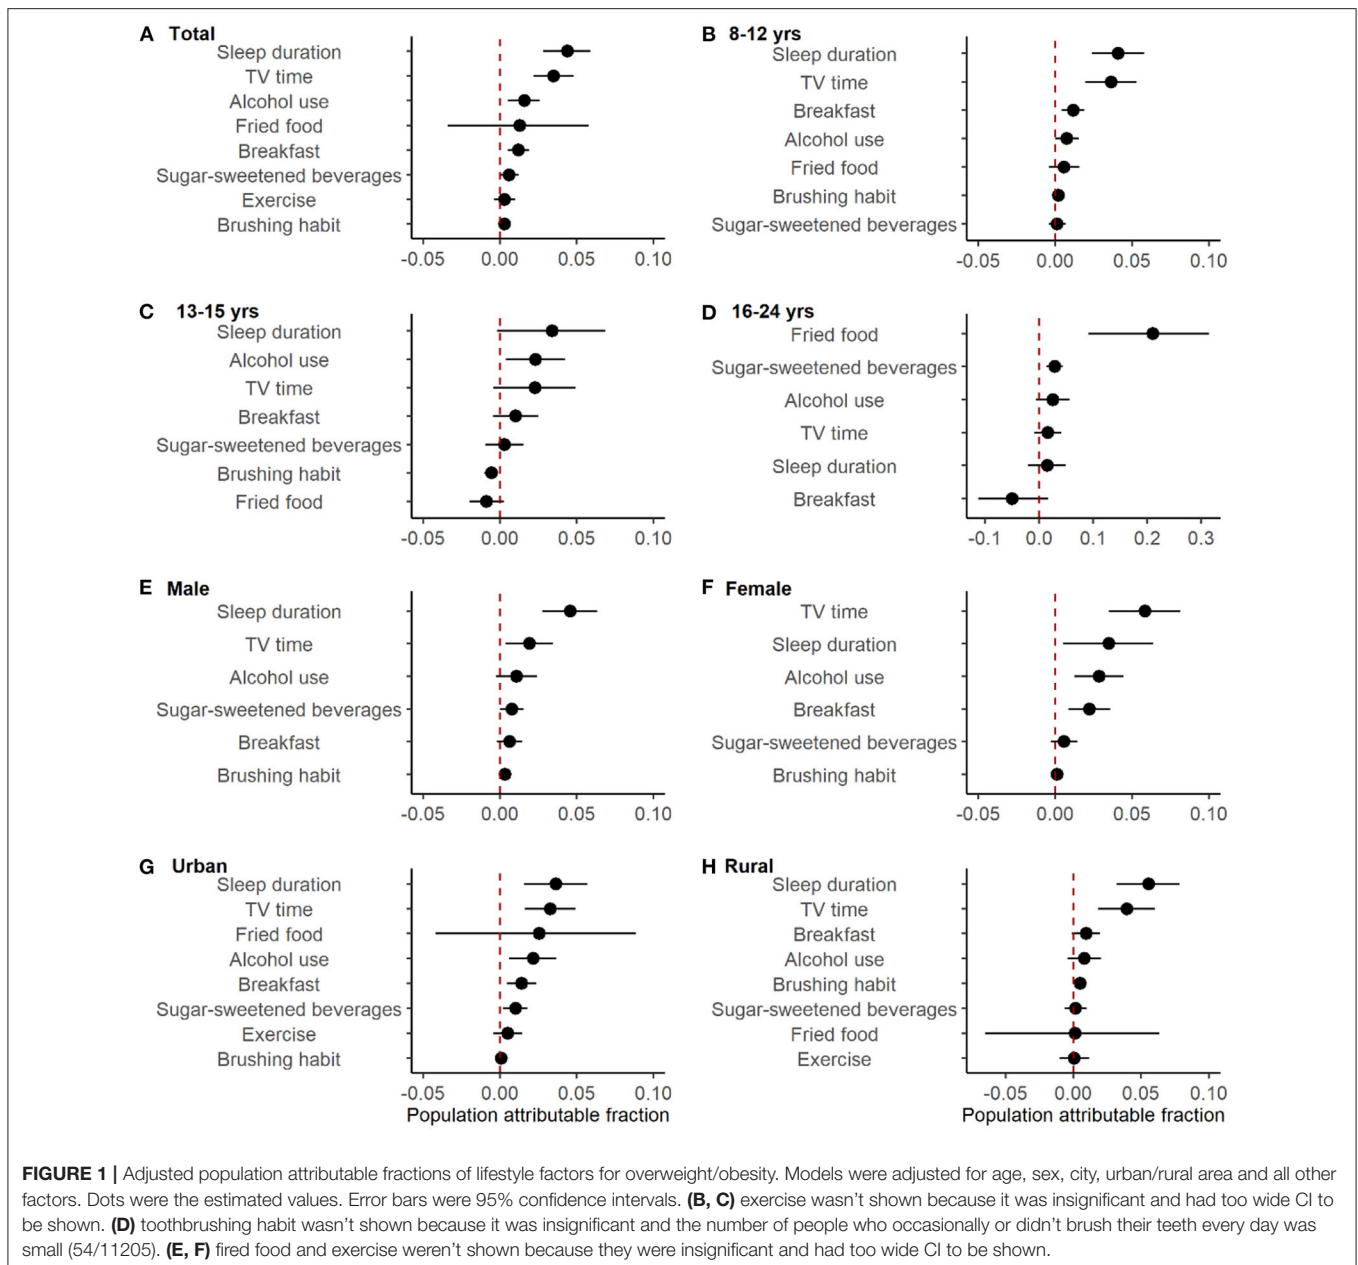 A Total
Sleep duration
TV time
Alcohol use
Fried food
Breakfast
Sugar-sweetened beverages
Exercise
Brushing habit
-0.05 0.00 0.05 0.10
B 8-12 yrs
Sleep duration
TV time
Breakfast
Alcohol use
Fried food
Brushing habit
Sugar-sweetened beverages
-0.05 0.00 0.05 0.10
C 13-15 yrs
Sleep duration
Alcohol use
TV time
Breakfast
Sugar-sweetened beverages
Brushing habit
Fried food
-0.05 0.00 0.05 0.10
D 16-24 yrs
Fried food
Sugar-sweetened beverages
Alcohol use
TV time
Sleep duration
Breakfast
-0.1 0.0 0.1 0.2 0.3
E Male
Sleep duration
TV time
Alcohol use
Sugar-sweetened beverages
Breakfast
Brushing habit
-0.05 0.00 0.05 0.10
F Female
TV time
Sleep duration
Alcohol use
Breakfast
Sugar-sweetened beverages
Brushing habit
-0.05 0.00 0.05 0.10
G Urban
Sleep duration
TV time
Fried food
Alcohol use
Breakfast
Sugar-sweetened beverages
Exercise
Brushing habit
-0.05 0.00 0.05 0.10
Population attributable fraction
H Rural
Sleep duration
TV time
Breakfast
Alcohol use
Brushing habit
Sugar-sweetened beverages
Fried food
Exercise
-0.05 0.00 0.05 0.10
Population attributable fraction
FIGURE 1 | Adjusted population attributable fractions of lifestyle factors for overweight/obesity. Models were adjusted for age, sex, city, urban/rural area and all other
factors. Dots were the estimated values. Error bars were 95% confidence intervals. (B, C) exercise wasn't shown because it was insignificant and had too wide CI to
be shown. (D) toothbrushing habit wasn't shown because it was insignificant and the number of people who occasionally or didn't brush their teeth every day was
small (54/11205). (E, F) fired food and exercise weren't shown because they were insignificant and had too wide CI to be shown.